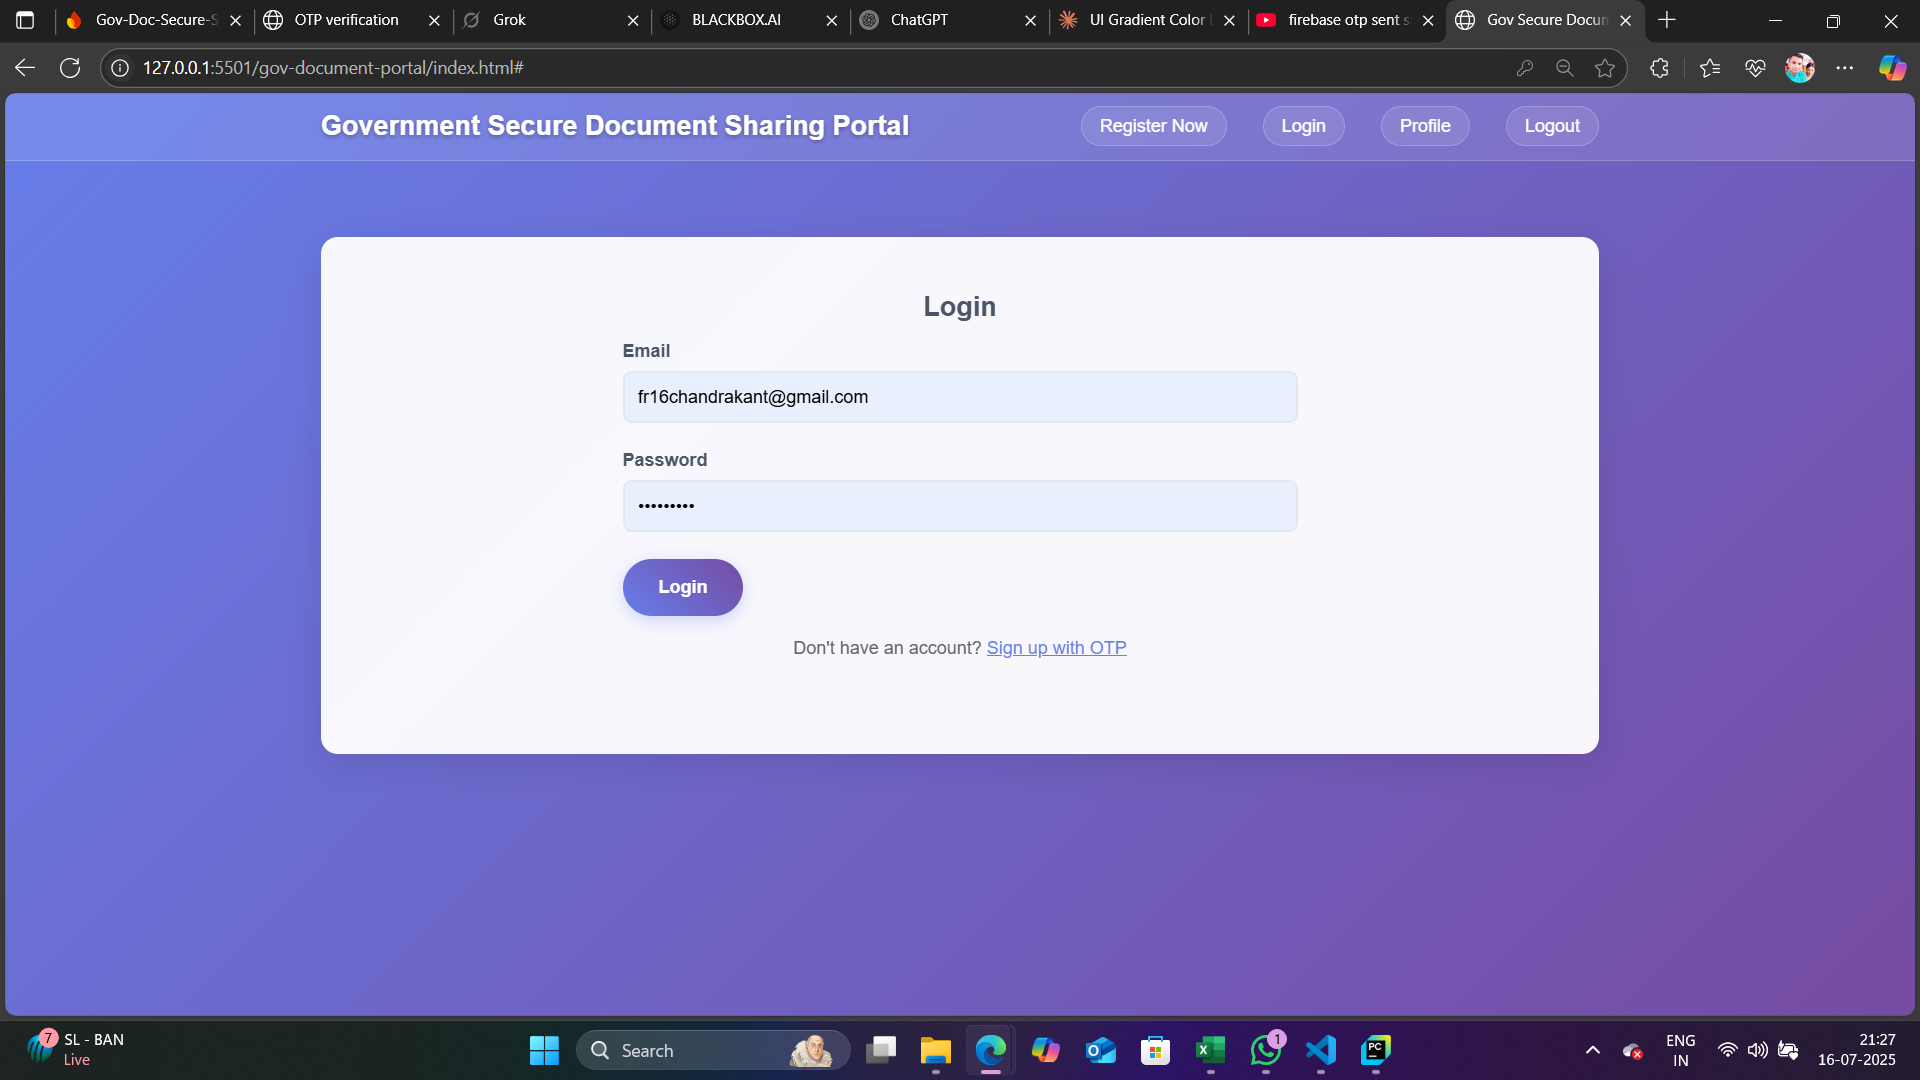 Gov-Doc-Secure-S
OTP verification
Grok
BLACKBOX.AI
ChatGPT
UI Gradient Color
firebase otp sent s
Gov Secure Docum
127.0.0.1:5501/gov-document-portal/index.html#
Government Secure Document Sharing Portal
Register Now
Login
Profile
Logout
Login
Email
fr16chandrakant@gmail.com
Password
•••••••••
Login
Don't have an account? Sign up with OTP
7
SL - BAN
Live
Search
1
PC
ENG
IN
21:27
16-07-2025